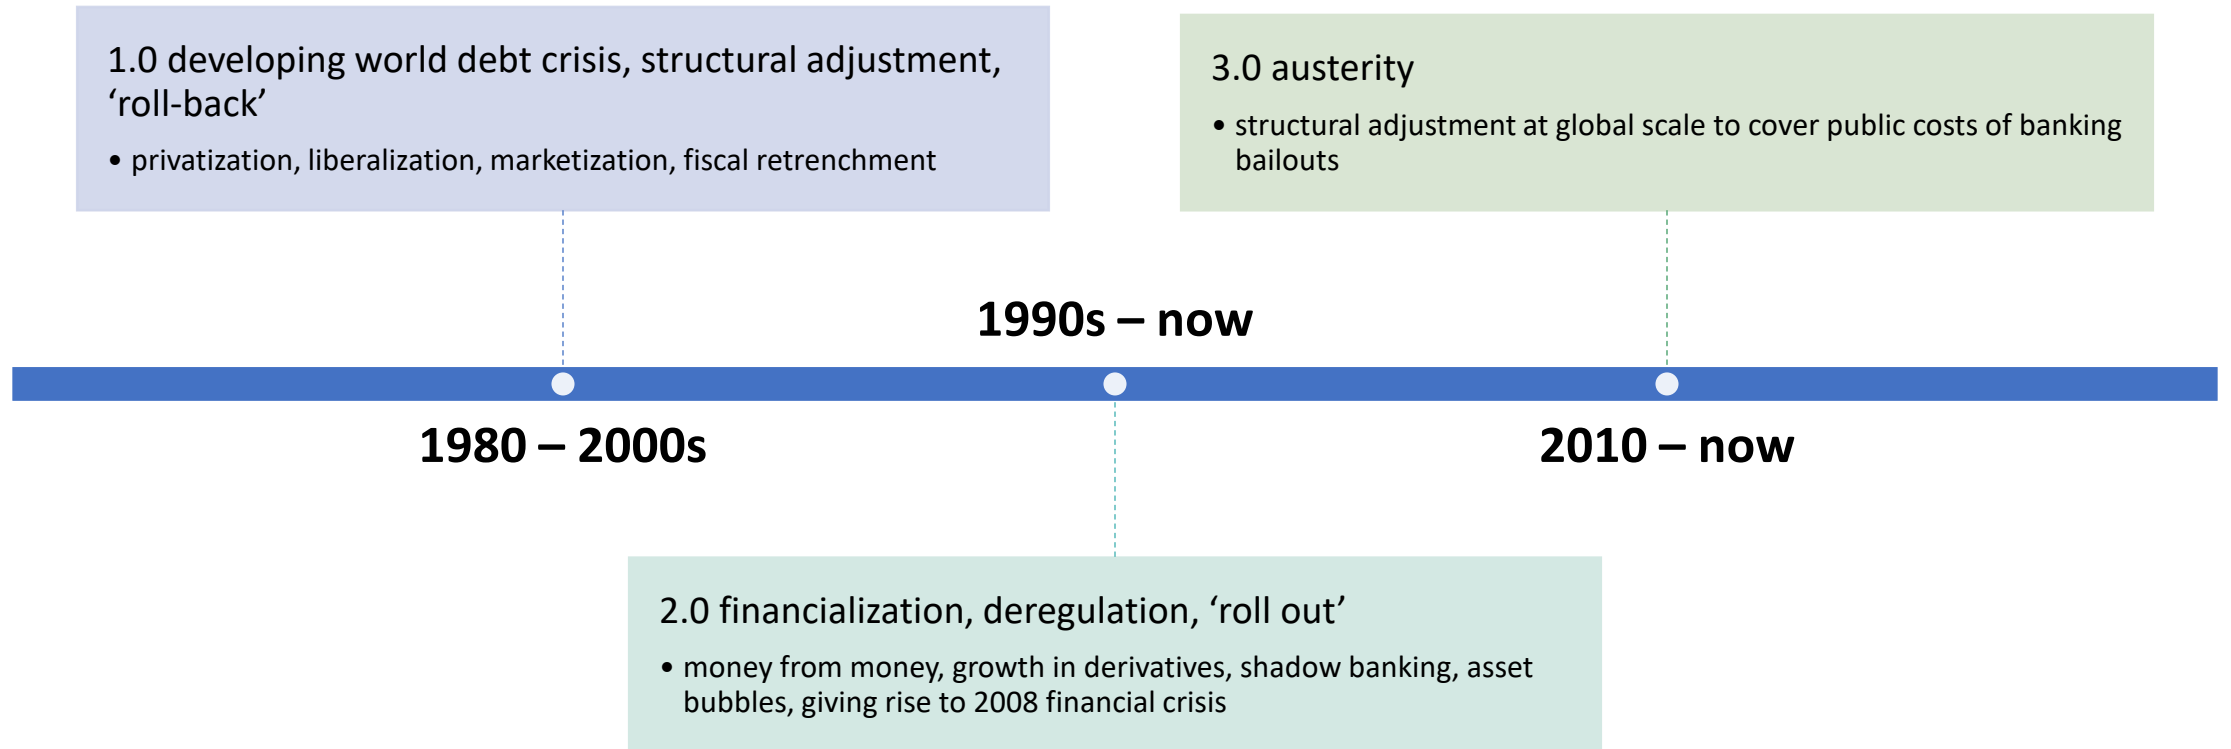 1.0 developing world debt crisis, structural adjustment,
‘roll-back’
• privatization, liberalization, marketization, fiscal retrenchment
3.0 austerity
• structural adjustment at global scale to cover public costs of banking
bailouts
1990s – now
1980 – 2000s
2010 – now
2.0 financialization, deregulation, ‘roll out’
• money from money, growth in derivatives, shadow banking, asset
bubbles, giving rise to 2008 financial crisis